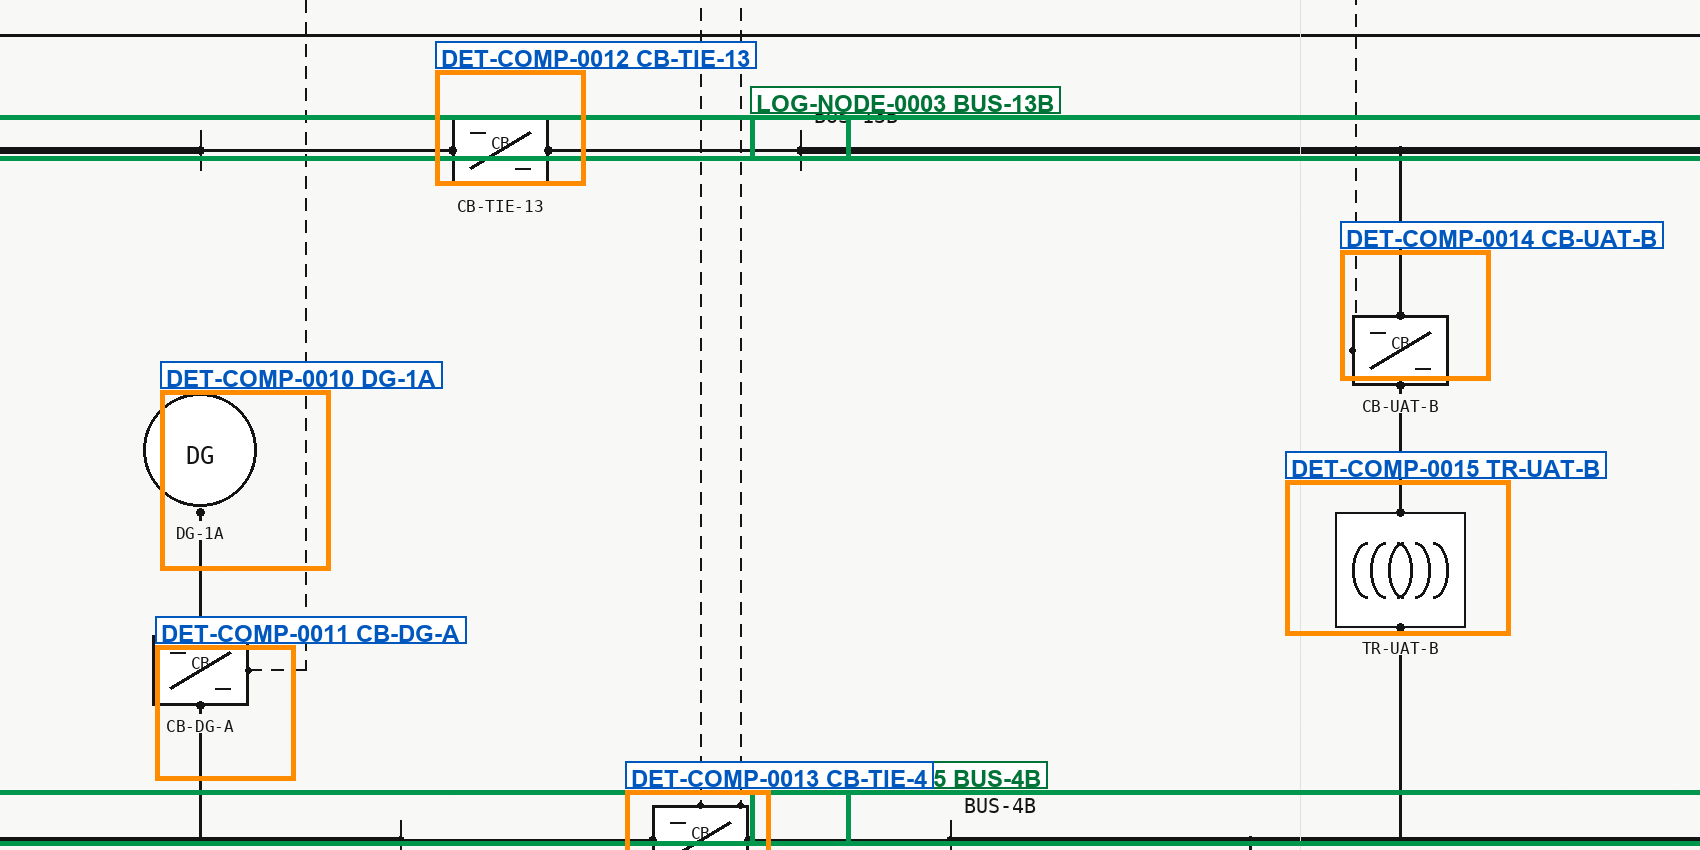 DET-COMP-0012 CB-TIE-13
LOG-NODE-0003 BUS-13B
CB
CB-TIE-13
DET-COMP-0014 CB-UAT-B
CB
CB-UAT-B
DET-COMP-0010 DG-1A
DG
DG-1A
DET-COMP-0015 TR-UAT-B
TR-UAT-B
DET-COMP-0011 CB-DG-A
CB
CB-DG-A
DET-COMP-0013 CB-TIE-4
5 BUS-4B
BUS-4B
CB